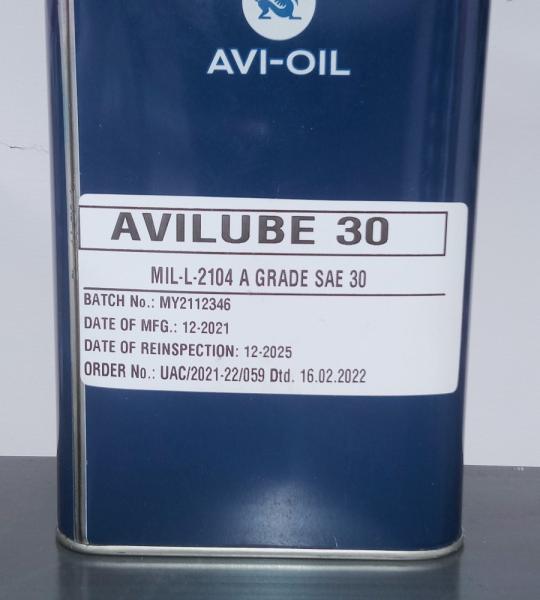 AVI-OIL
AVILUBE 30
MIL-L-2104 A GRADE SAE 30
BATCH No.: MY2112346
DATE OF MFG.: 12-2021
DATE OF REINSPECTION: 12-2025
ORDER No.: UAC/2021-22/059 Dtd. 16.02.2022